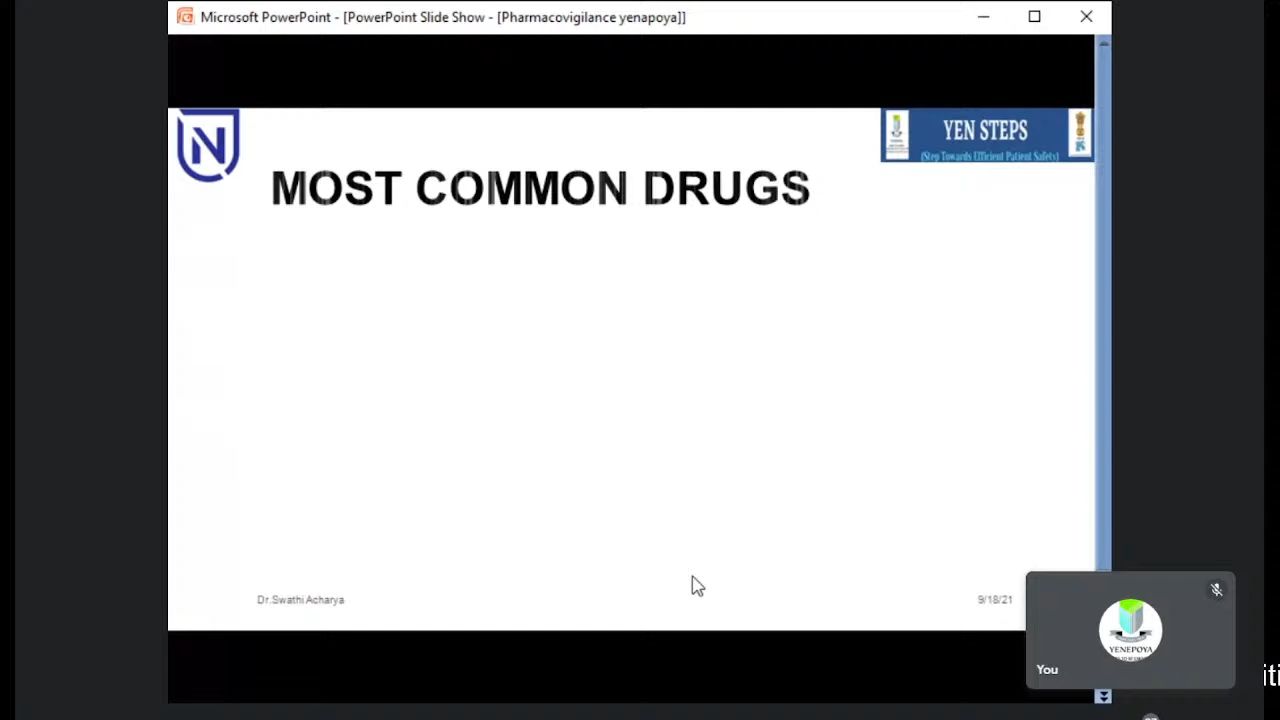 Microsoft PowerPoint - [PowerPoint Slide Show - [Pharmacovigilance yenapoya]]
N
YEN STEPS
(Step Towards Efficient Patient Safety)
MOST COMMON DRUGS
Dr.Swathi Acharya
9/18/21
YENEPOYA
You
iti